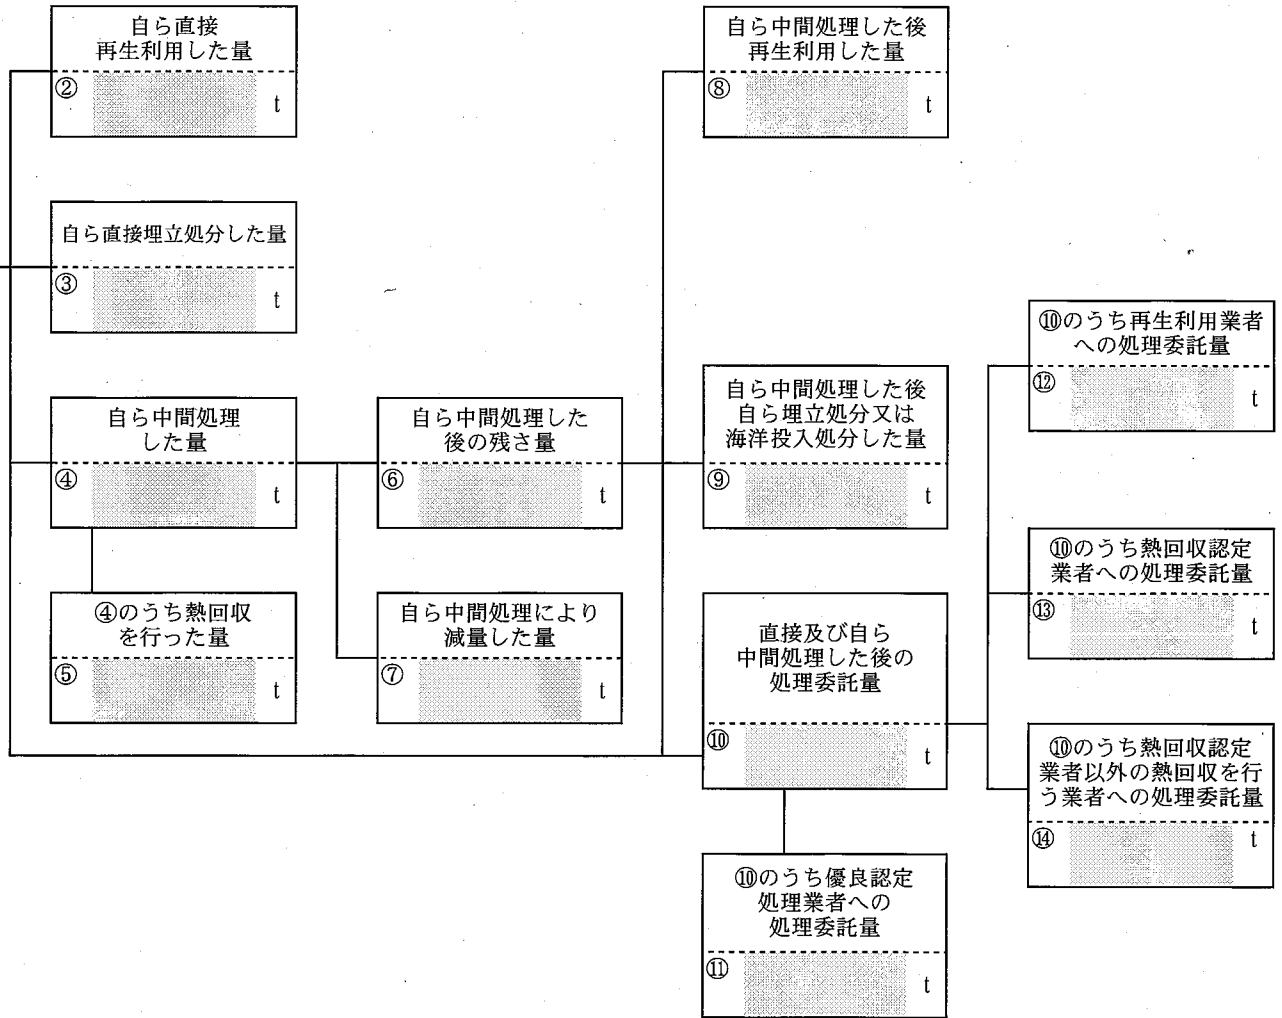 自ら直接
再生利用した量
② t
自ら直接埋立処分した量
③ t
自ら中間処理
した量
④ t
④のうち熱回収
を行った量
⑤ t
自ら中間処理した
後の残さ量
⑥ t
自ら中間処理により
減量した量
⑦ t
自ら中間処理した後
再生利用した量
⑧ t
自ら中間処理した後
自ら埋立処分又は
海洋投入処分した量
⑨ t
直接及び自ら
中間処理した後の
処理委託量
⑩ t
⑩のうち優良認定
処理業者への
処理委託量
⑪ t
⑩のうち再生利用業者
への処理委託量
⑫ t
⑩のうち熱回収認定
業者への処理委託量
⑬ t
⑩のうち熱回収認定
業者以外の熱回収を行
う業者への処理委託量
⑭ t